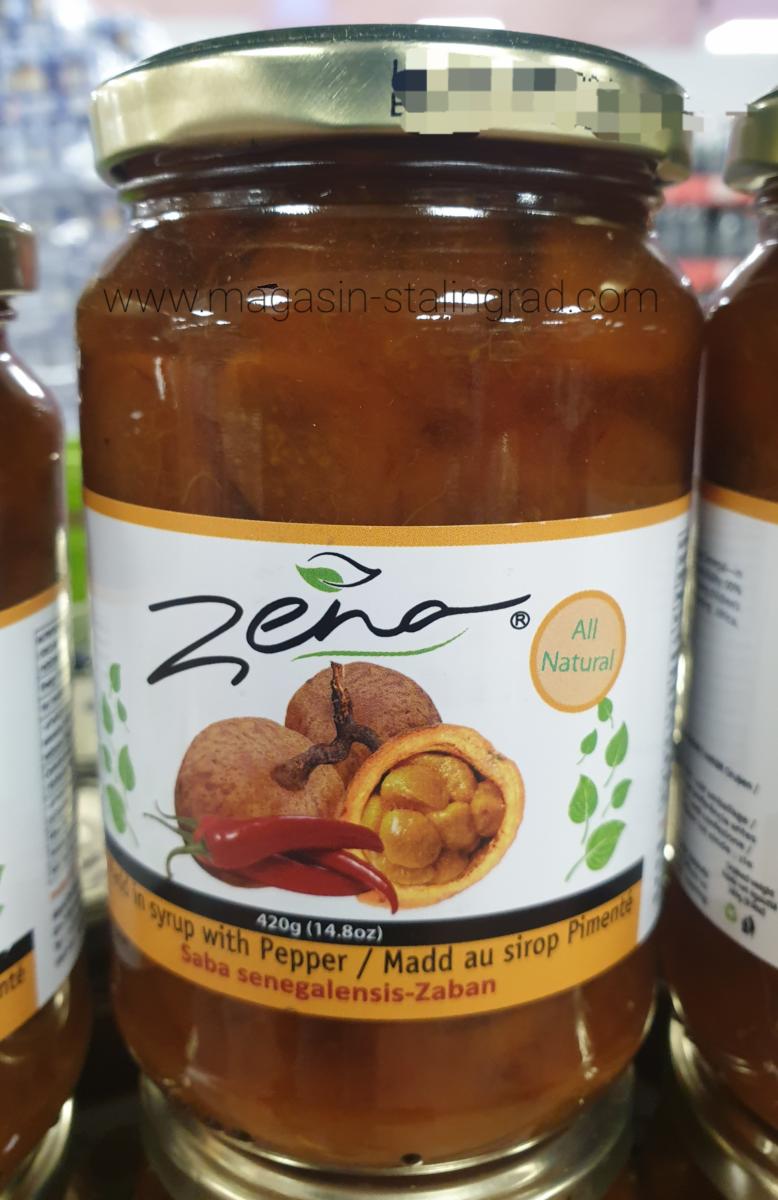 www.magasin-stalingrad.com
zena ®
All
Natural
420g (14.8oz)
in syrup with Pepper / Madd au sirop Pimenté
Saba senegalensis-Zaban